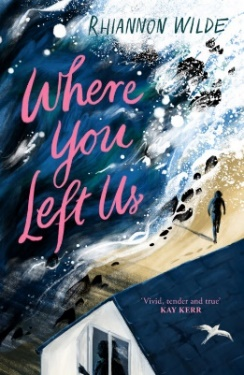 RHIANNON WILDE
Where
You
Left Us
'Vivid, tender and true'
KAY KERR